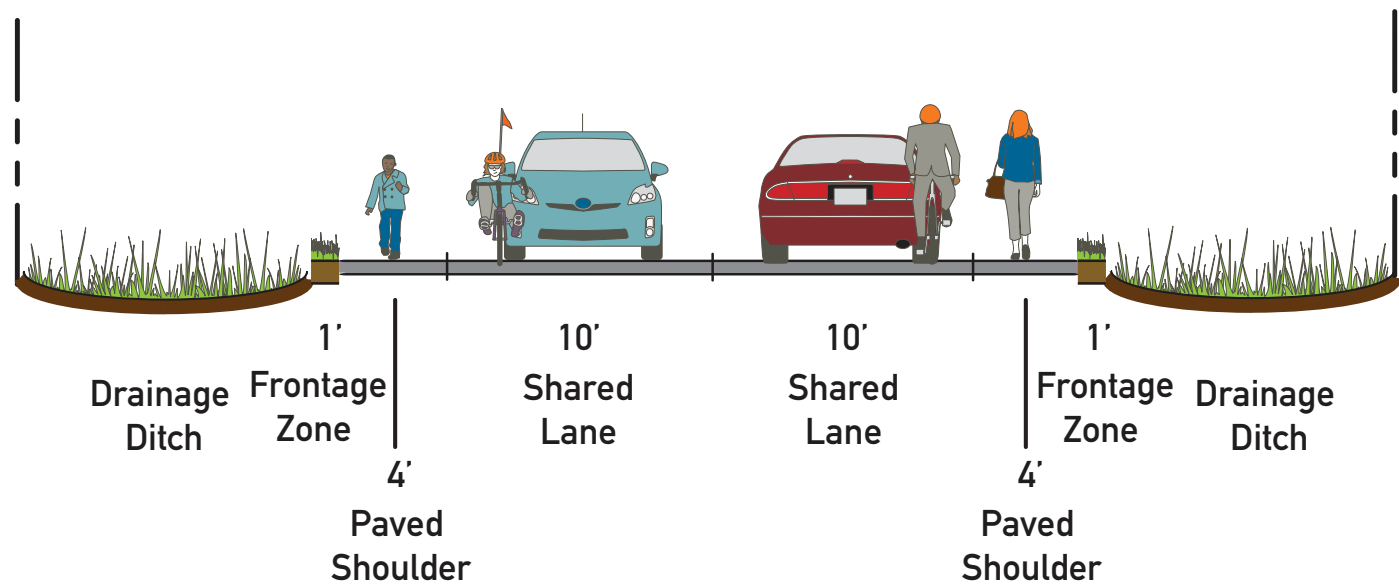 1’
Frontage
Zone
10’
Shared
Lane
10’
Shared
Lane
1’
Frontage
Zone
Drainage
Ditch
Drainage
Ditch
4’
Paved
Shoulder
4’
Paved
Shoulder